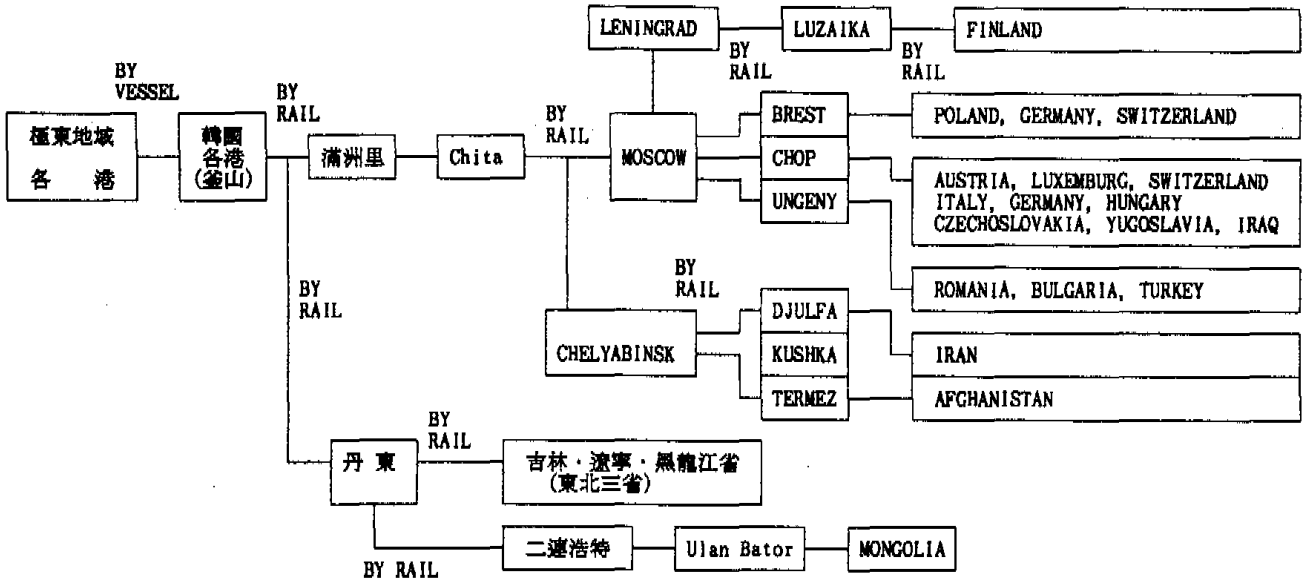 LENINGRAD
BY
RAIL
LUZAIKA
BY
RAIL
FINLAND
BY
VESSEL
BY
RAIL
BY
RAIL
極東地域
各 港
韓國
各港
(釜山)
滿洲里
Chita
MOSCOW
BREST
CHOP
UNGENY
POLAND, GERMANY, SWITZERLAND
AUSTRIA, LUXEMBURG, SWITZERLAND
ITALY, GERMANY, HUNGARY
CZECHOSLOVAKIA, YUGOSLAVIA, IRAQ
ROMANIA, BULGARIA, TURKEY
BY
RAIL
BY
RAIL
CHELYABINSK
DJULFA
KUSHKA
TERMEZ
IRAN
AFGHANISTAN
丹 東
BY
RAIL
吉林·遼寧·黑龍江省
(東北三省)
BY RAIL
二連浩特
Ulan Bator
MONGOLIA